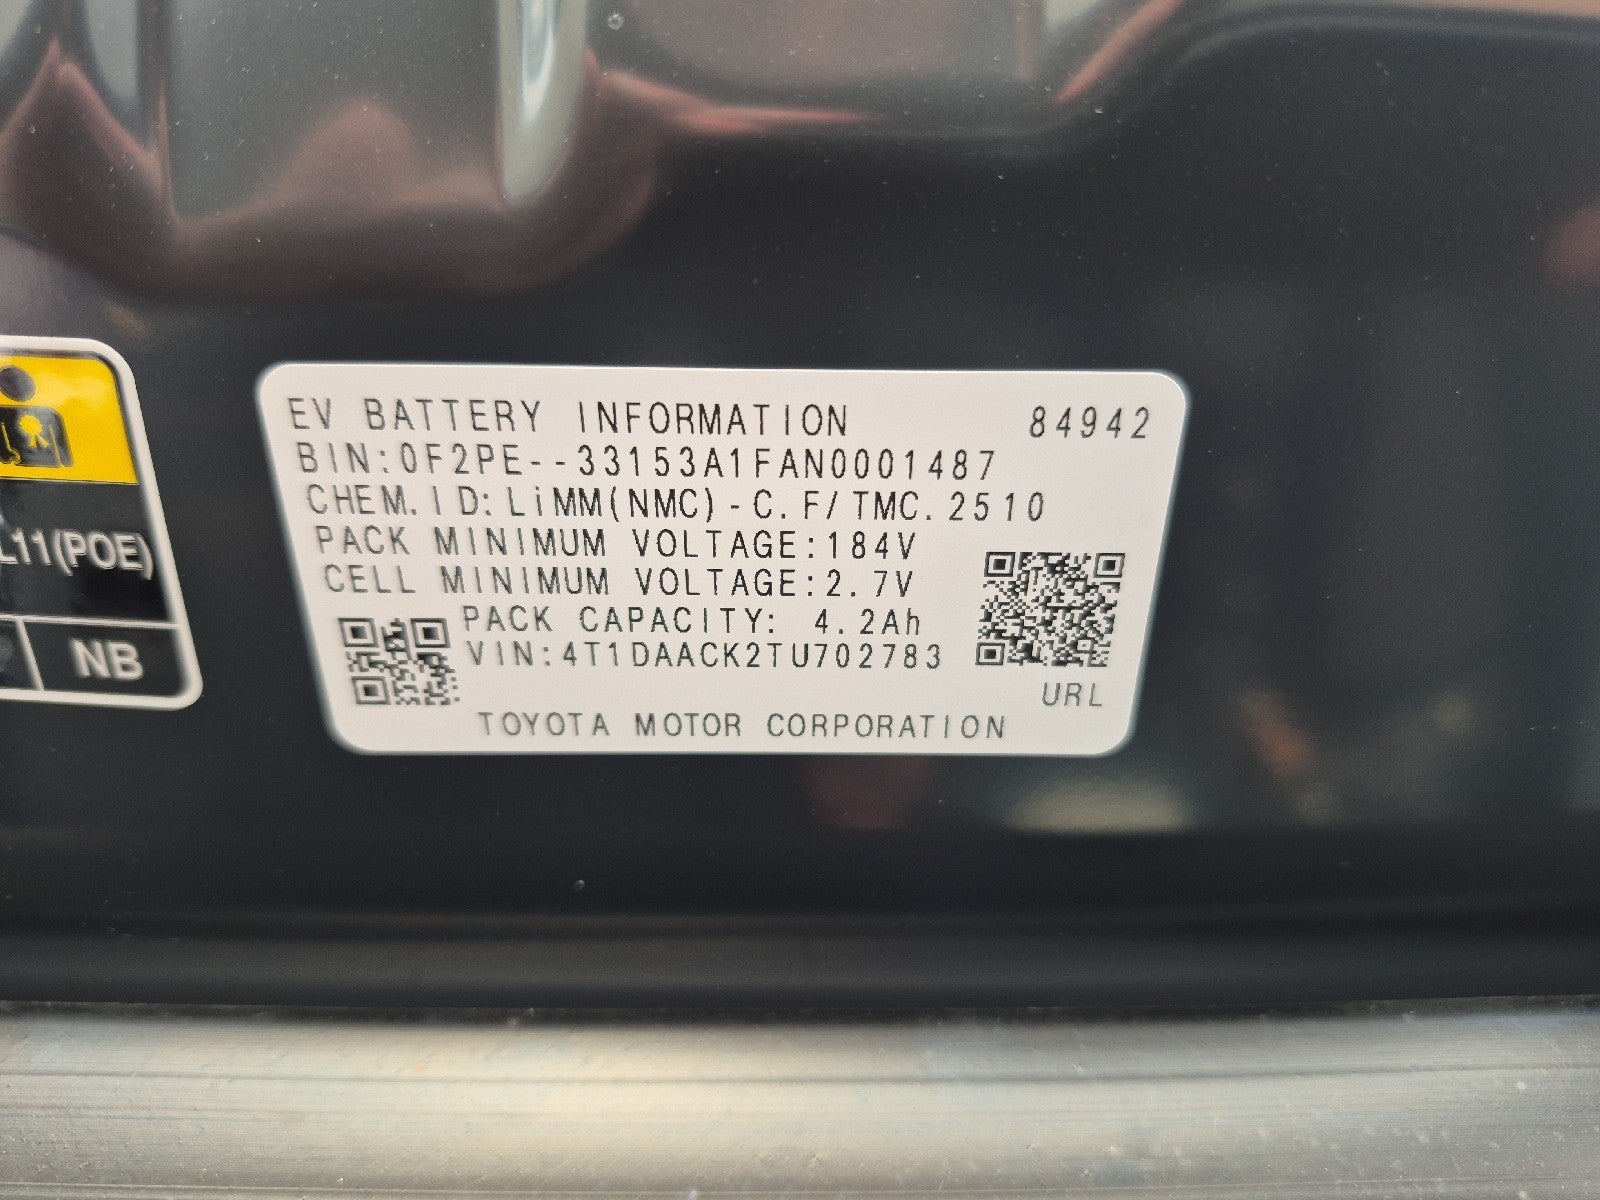 EV BATTERY INFORMATION 84942
BIN:0F2PE--33153A1FAN0001487
CHEM.ID:LiMM(NMC)-C.F/TMC.2510
PACK MINIMUM VOLTAGE:184V
CELL MINIMUM VOLTAGE:2.7V
PACK CAPACITY: 4.2Ah
VIN:4T1DAACK2TU702783
URL
TOYOTA MOTOR CORPORATION
L11(POE)
NB